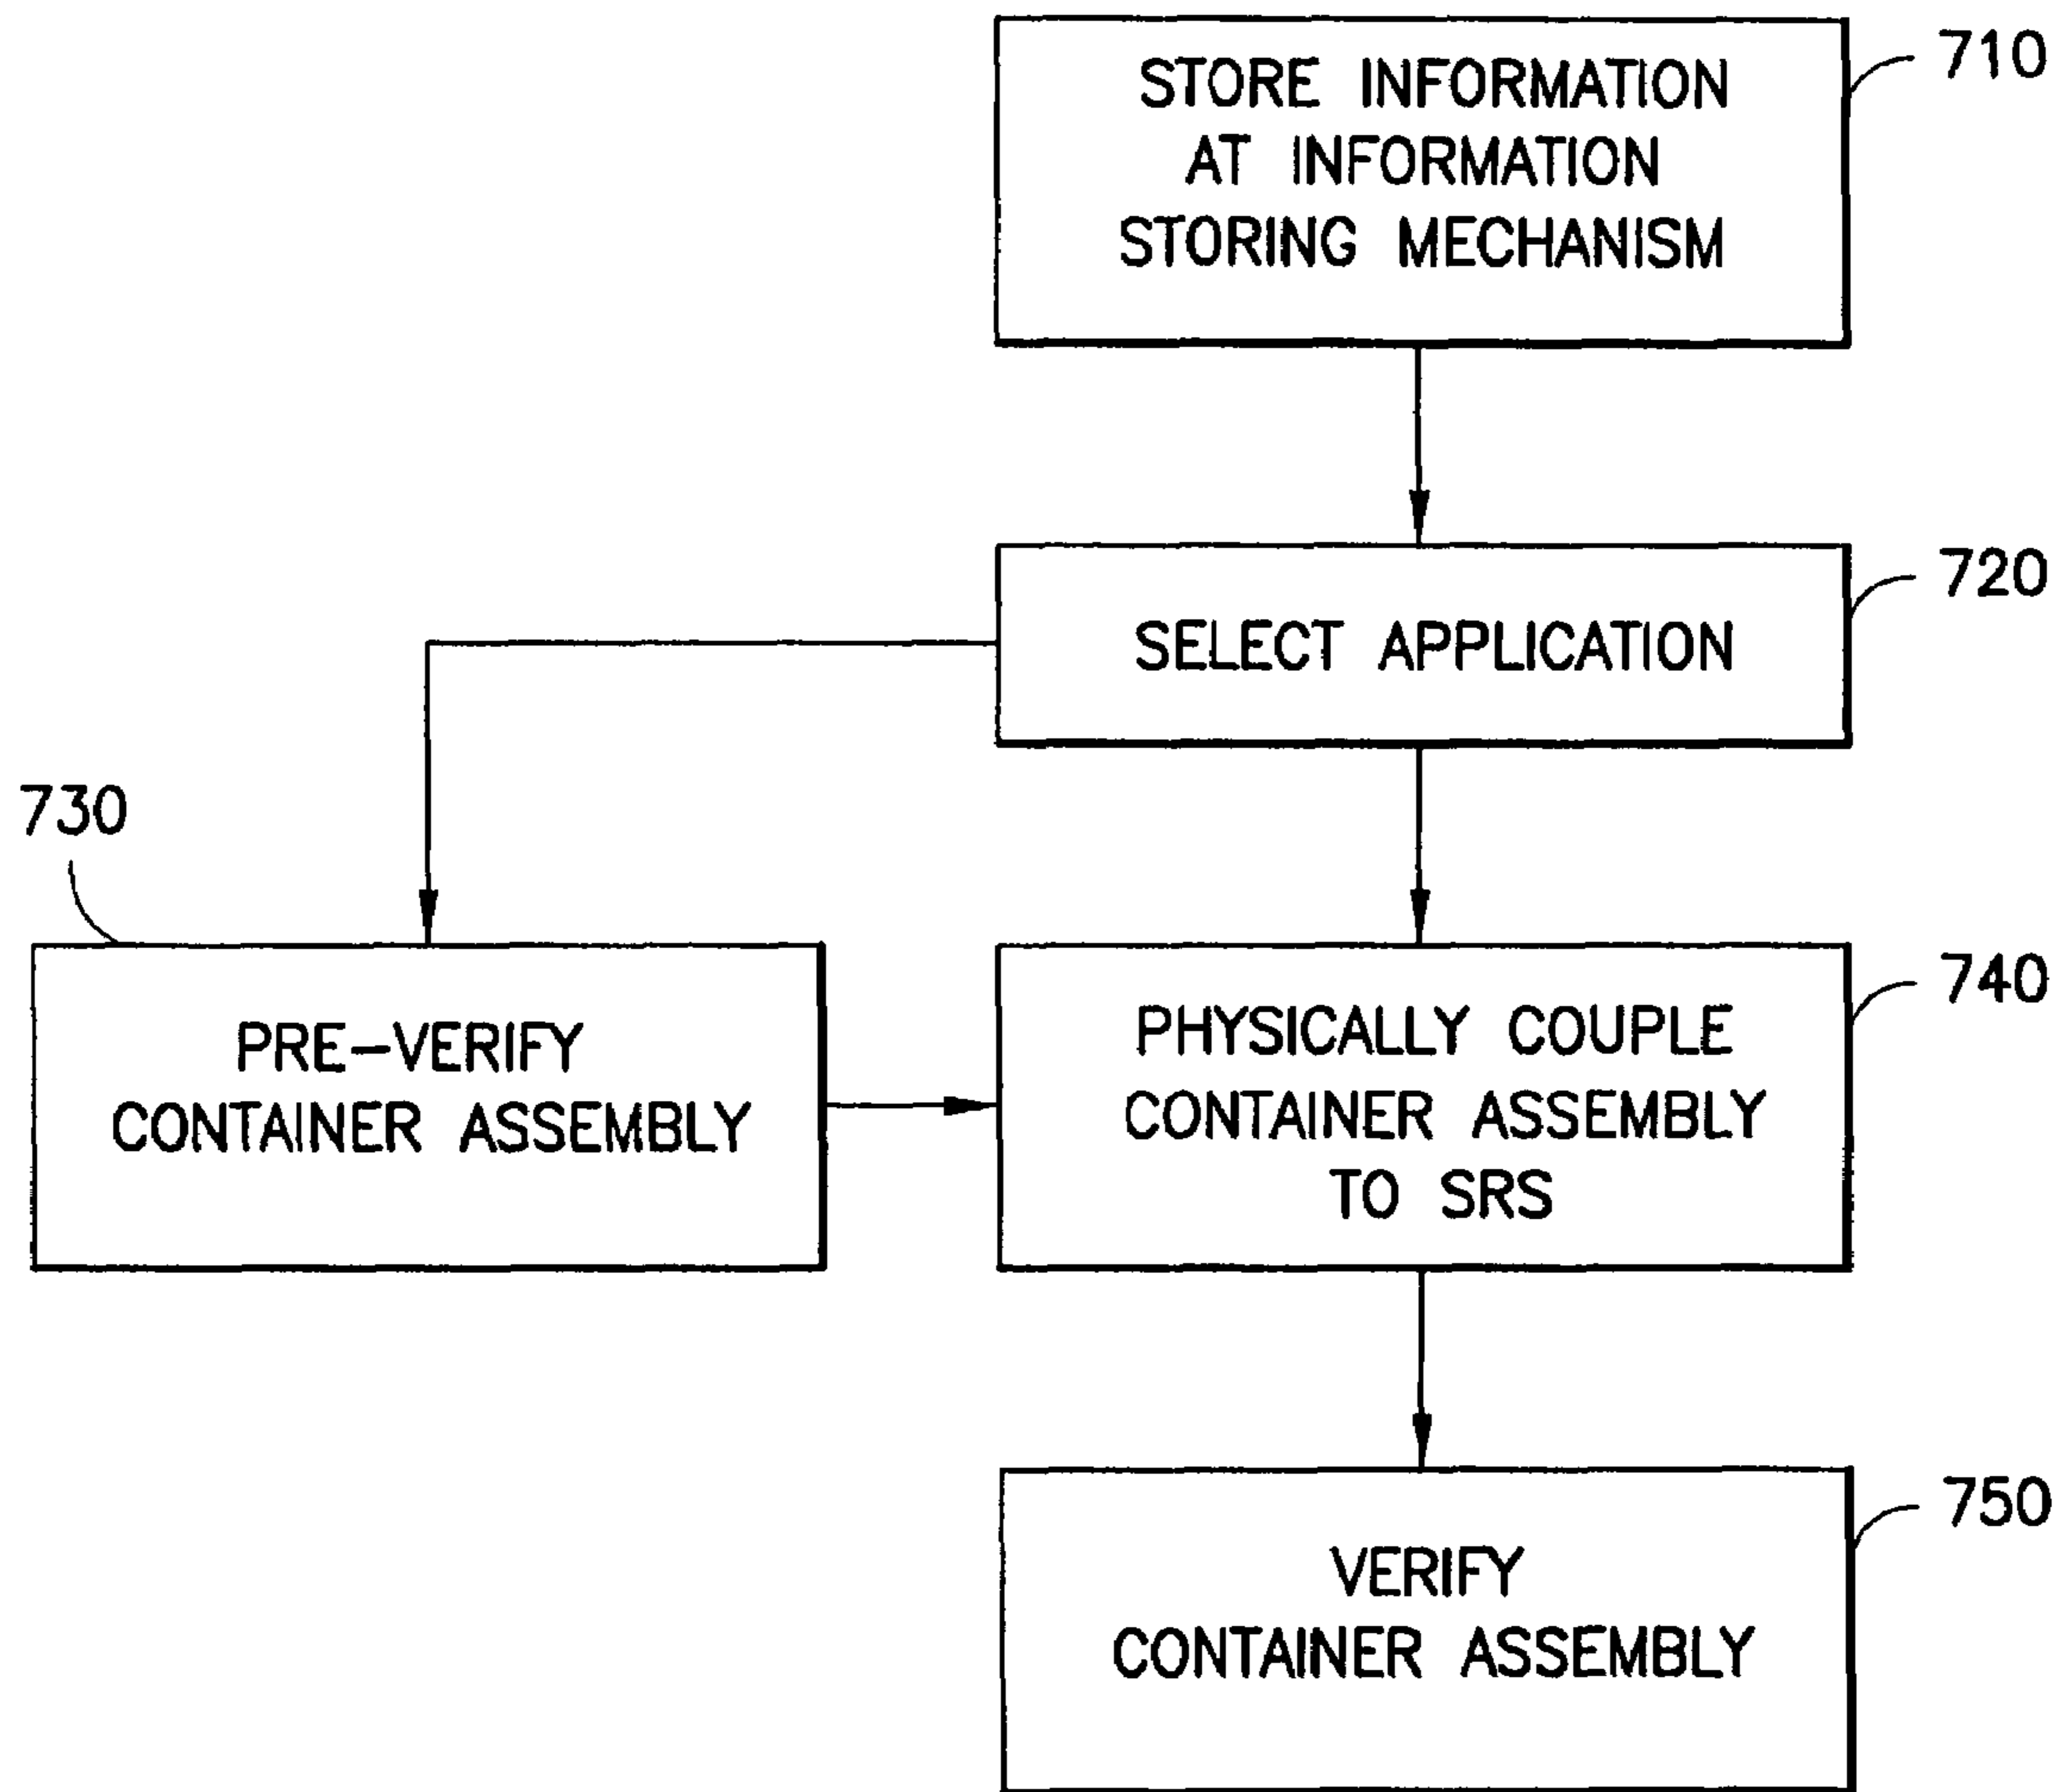 STORE INFORMATION
AT INFORMATION
STORING MECHANISM
710
SELECT APPLICATION
720
730
PRE-VERIFY
CONTAINER ASSEMBLY
PHYSICALLY COUPLE
CONTAINER ASSEMBLY
TO SRS
740
VERIFY
CONTAINER ASSEMBLY
750